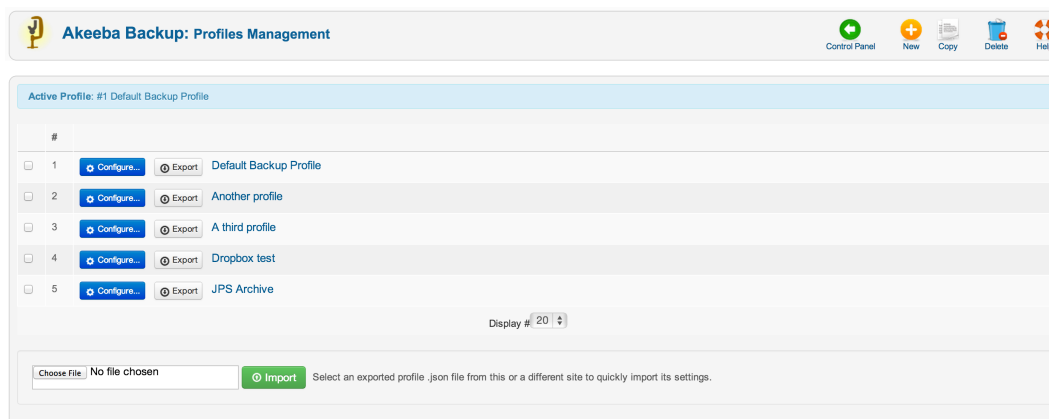 Akeeba Backup: Profiles Management
Control Panel
New
Copy
Delete
Active Profile: #1 Default Backup Profile
#
1 Configure... Export Default Backup Profile
2 Configure... Export Another profile
3 Configure... Export A third profile
4 Configure... Export Dropbox test
5 Configure... Export JPS Archive
Display # 20
Choose File No file chosen Import Select an exported profile .json file from this or a different site to quickly import its settings.